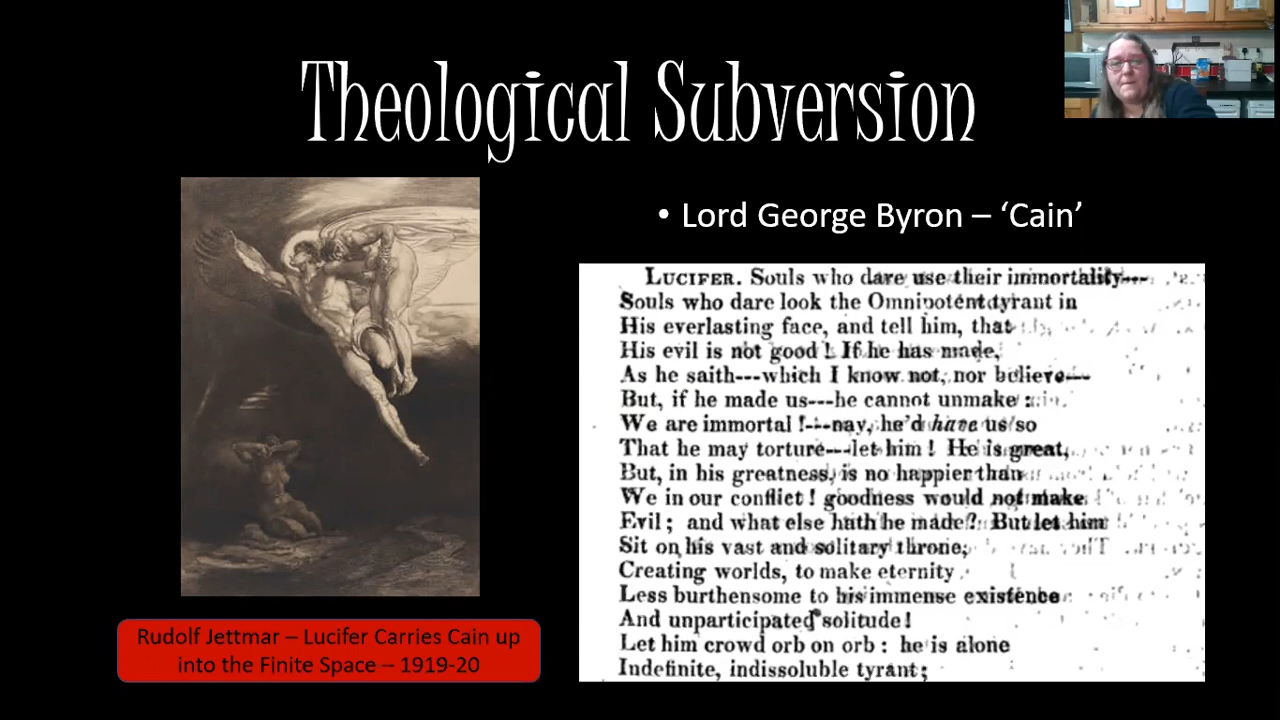 Theological Subversion
• Lord George Byron – ‘Cain’
LUCIFER. Souls who dare use their immortality---
Souls who dare look the Omnipotent tyrant in
His everlasting face, and tell him, that
His evil is not good! If he has made,
As he saith---which I know not, nor believe---
But, if he made us---he cannot unmake:
We are immortal!---nay, he'd have us so
That he may torture---let him! He is great,
But, in his greatness, is no happier than
We in our conflict! goodness would not make
Evil; and what else hath he made? But let him
Sit on his vast and solitary throne,
Creating worlds, to make eternity
Less burthensome to his immense existence
And unparticipated solitude!
Let him crowd orb on orb: he is alone
Indefinite, indissoluble tyrant;
Rudolf Jettmar – Lucifer Carries Cain up
into the Finite Space – 1919-20